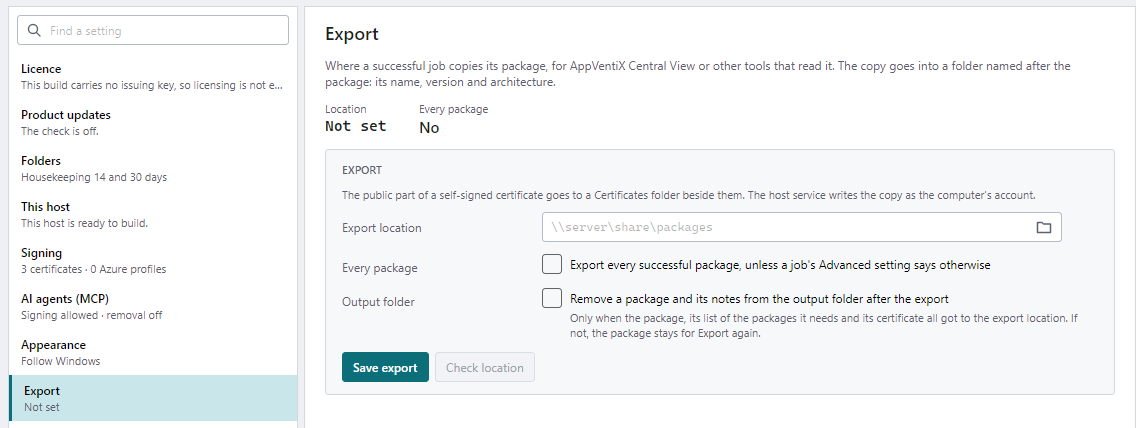 Find a setting
Licence
This build carries no issuing key, so licensing is not e...
Product updates
The check is off.
Folders
Housekeeping 14 and 30 days
This host
This host is ready to build.
Signing
3 certificates · 0 Azure profiles
AI agents (MCP)
Signing allowed · removal off
Appearance
Follow Windows
Export
Not set
Export
Where a successful job copies its package, for AppVentiX Central View or other tools that read it. The copy goes into a folder named after the
package: its name, version and architecture.
Location
Every package
Not set
No
EXPORT
The public part of a self-signed certificate goes to a Certificates folder beside them. The host service writes the copy as the computer's account.
Export location
\\server\share\packages
Every package
Export every successful package, unless a job's Advanced setting says otherwise
Output folder
Remove a package and its notes from the output folder after the export
Only when the package, its list of the packages it needs and its certificate all got to the export location. If
not, the package stays for Export again.
Save export
Check location